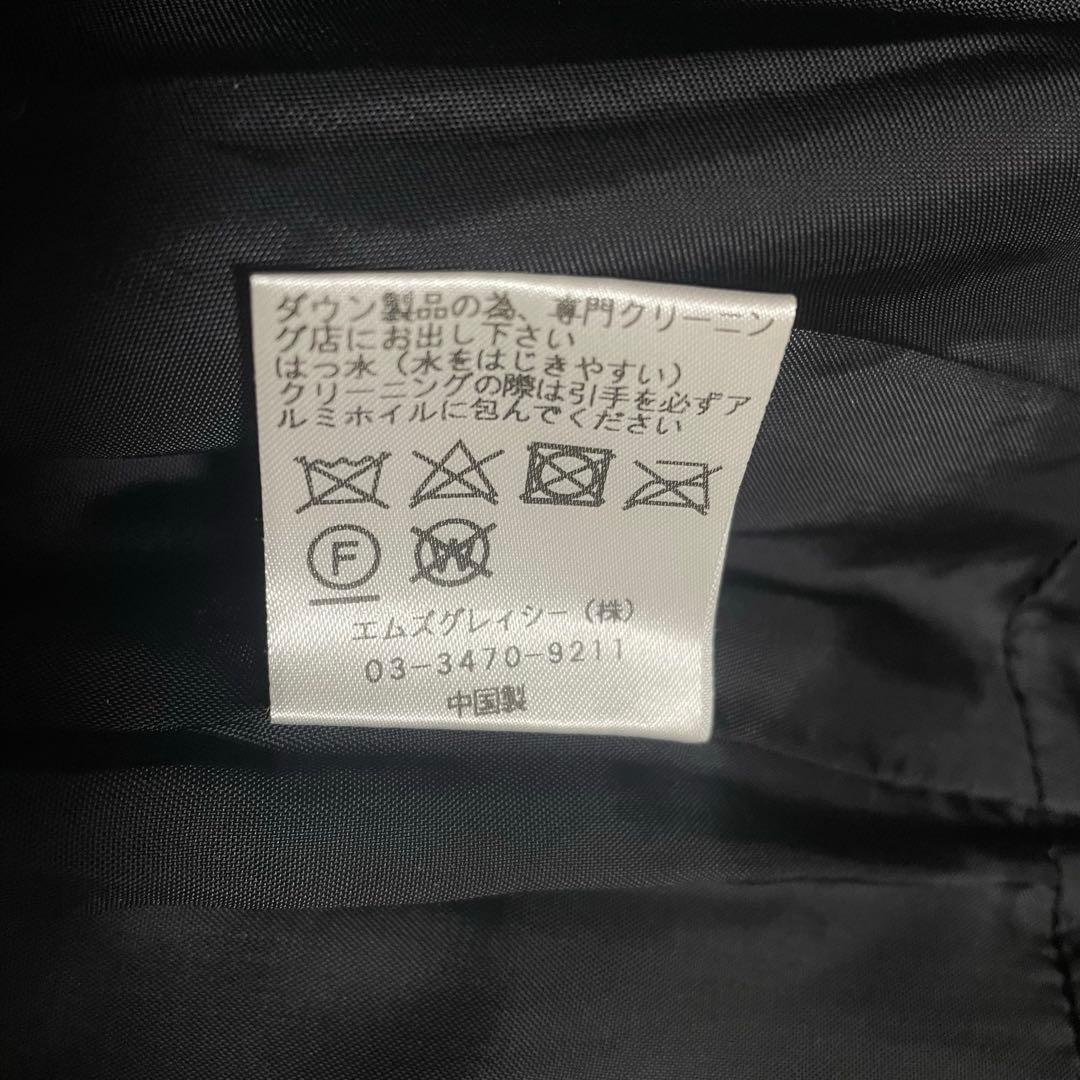 ダウン製品の為、専門クリーニン
グ店にお出し下さい
はっ水（水をはじきやすい）
クリーニングの際は引手を必ずア
ルミホイルに包んでください
F
W
エムズグレイシー（株）
03-3470-9211
中国製